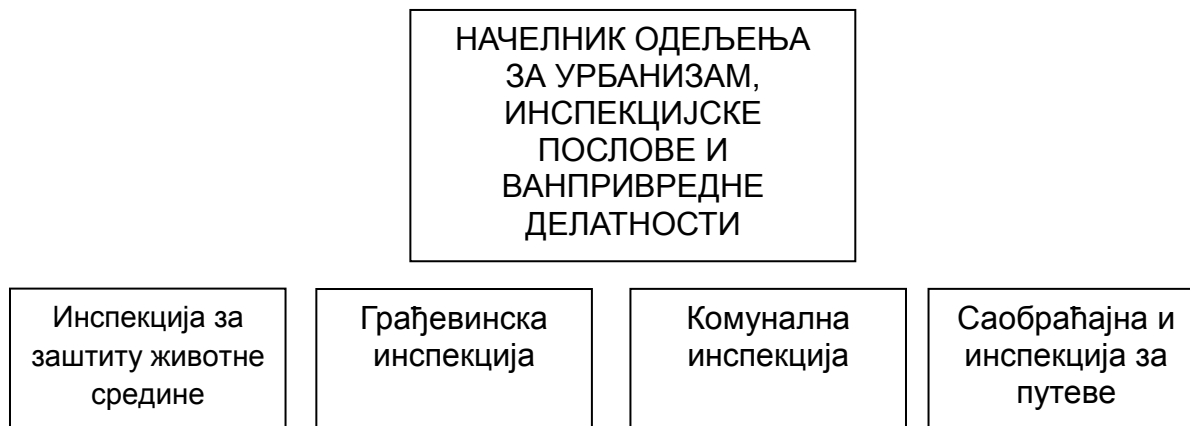 НАЧЕЛНИК ОДЕЉЕЊА
ЗА УРБАНИЗАМ,
ИНСПЕКЦИЈСКЕ
ПОСЛОВЕ И
ВАНПРИВРЕДНЕ
ДЕЛАТНОСТИ
Инспекција за
заштиту животне
средине
Грађевинска
инспекција
Комунална
инспекција
Саобраћајна и
инспекција за
путеве